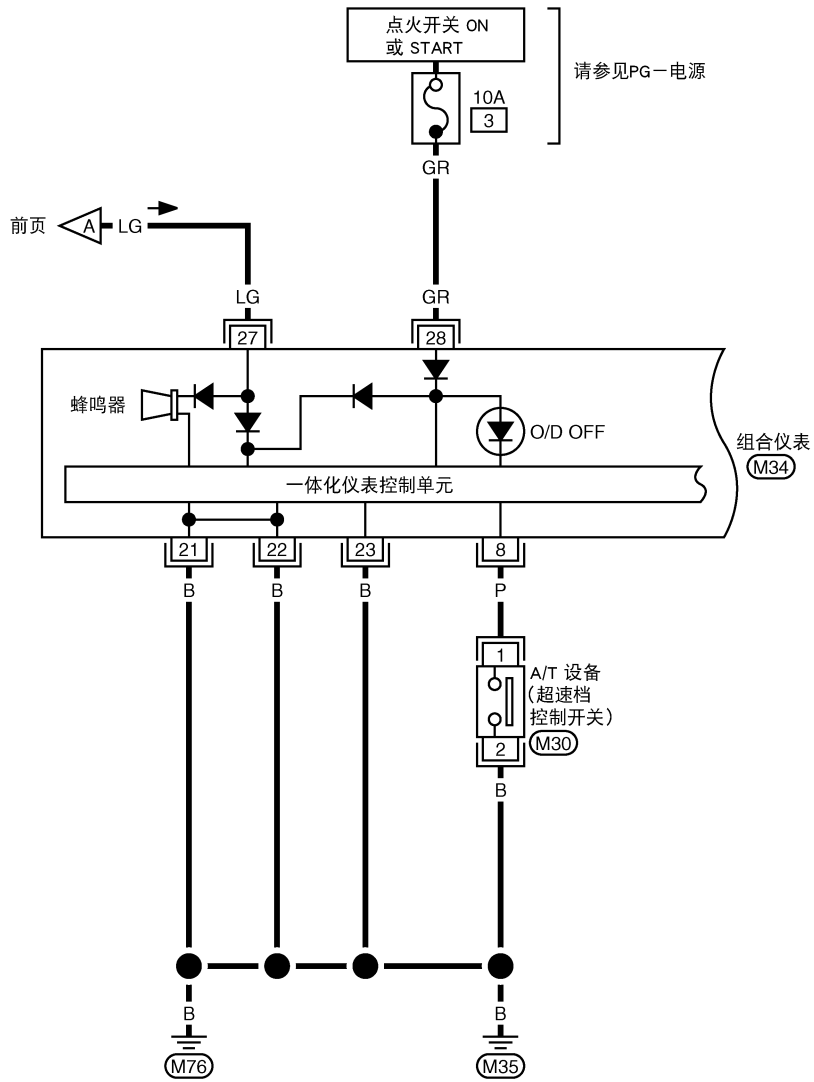 点火开关 ON
或 START
请参见PG－电源
10A
3
GR
前页
A
LG
LG
GR
27
28
蜂鸣器
O/D OFF
组合仪表
M34
一体化仪表控制单元
21
22
23
8
B
B
B
P
1
A/T 设备
(超速档
控制开关)
M30
2
B
B
B
M76
M35